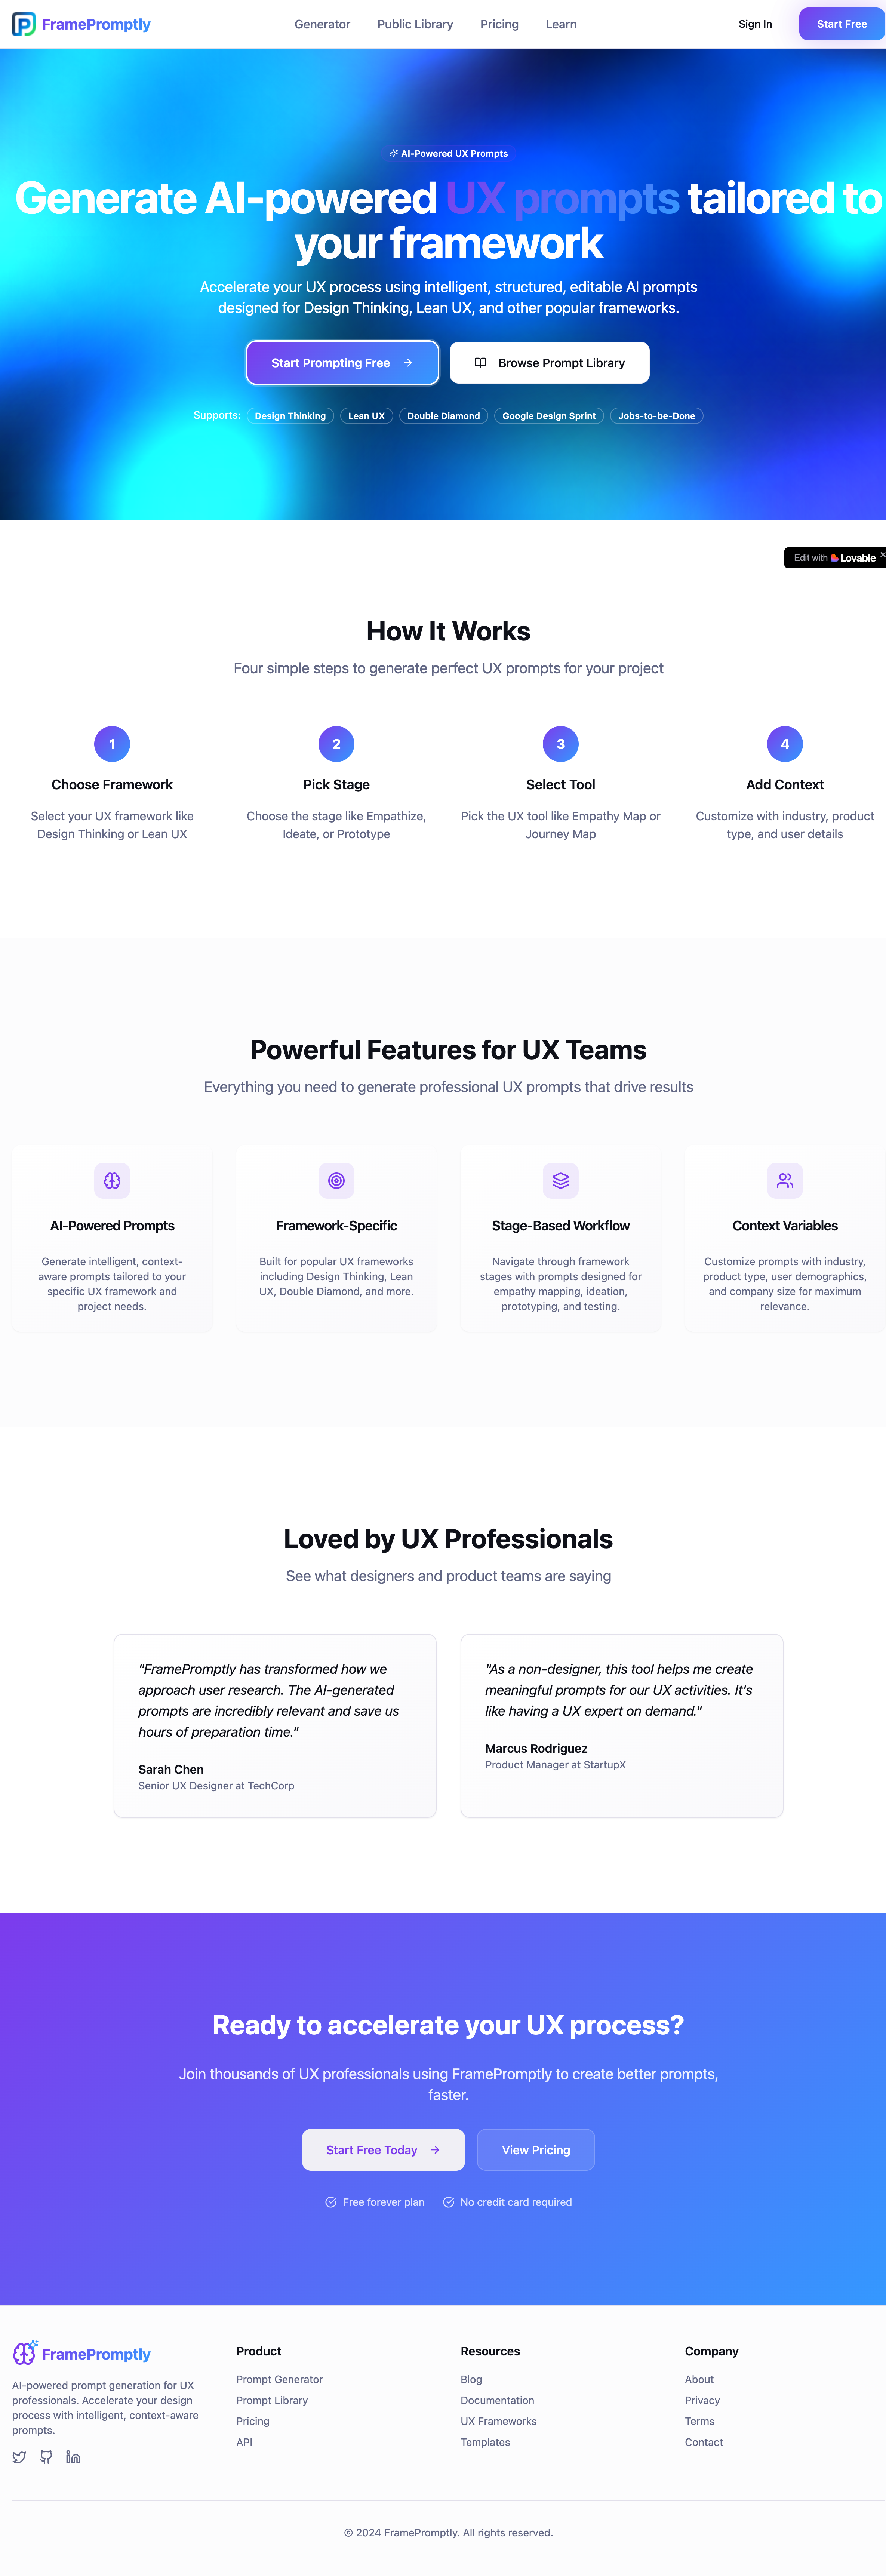 FramePromptly
Generator Public Library Pricing Learn
Sign In
Start Free
AI-Powered UX Prompts
Generate AI-powered UX prompts tailored to
your framework
Accelerate your UX process using intelligent, structured, editable AI prompts
designed for Design Thinking, Lean UX, and other popular frameworks.
Start Prompting Free
Browse Prompt Library
Supports: Design Thinking Lean UX Double Diamond Google Design Sprint Jobs-to-be-Done
Edit with Lovable
How It Works
Four simple steps to generate perfect UX prompts for your project
1
Choose Framework
Select your UX framework like
Design Thinking or Lean UX
2
Pick Stage
Choose the stage like Empathize,
Ideate, or Prototype
3
Select Tool
Pick the UX tool like Empathy Map or
Journey Map
4
Add Context
Customize with industry, product
type, and user details
Powerful Features for UX Teams
Everything you need to generate professional UX prompts that drive results
AI-Powered Prompts
Generate intelligent, context-
aware prompts tailored to your
specific UX framework and
project needs.
Framework-Specific
Built for popular UX frameworks
including Design Thinking, Lean
UX, Double Diamond, and more.
Stage-Based Workflow
Navigate through framework
stages with prompts designed for
empathy mapping, ideation,
prototyping, and testing.
Context Variables
Customize prompts with industry,
product type, user demographics,
and company size for maximum
relevance.
Loved by UX Professionals
See what designers and product teams are saying
"FramePromptly has transformed how we
approach user research. The AI-generated
prompts are incredibly relevant and save us
hours of preparation time."
Sarah Chen
Senior UX Designer at TechCorp
"As a non-designer, this tool helps me create
meaningful prompts for our UX activities. It's
like having a UX expert on demand."
Marcus Rodriguez
Product Manager at StartupX
Ready to accelerate your UX process?
Join thousands of UX professionals using FramePromptly to create better prompts,
faster.
Start Free Today
View Pricing
Free forever plan
No credit card required
FramePromptly
AI-powered prompt generation for UX
professionals. Accelerate your design
process with intelligent, context-aware
prompts.
Product
Prompt Generator
Prompt Library
Pricing
API
Resources
Blog
Documentation
UX Frameworks
Templates
Company
About
Privacy
Terms
Contact
© 2024 FramePromptly. All rights reserved.